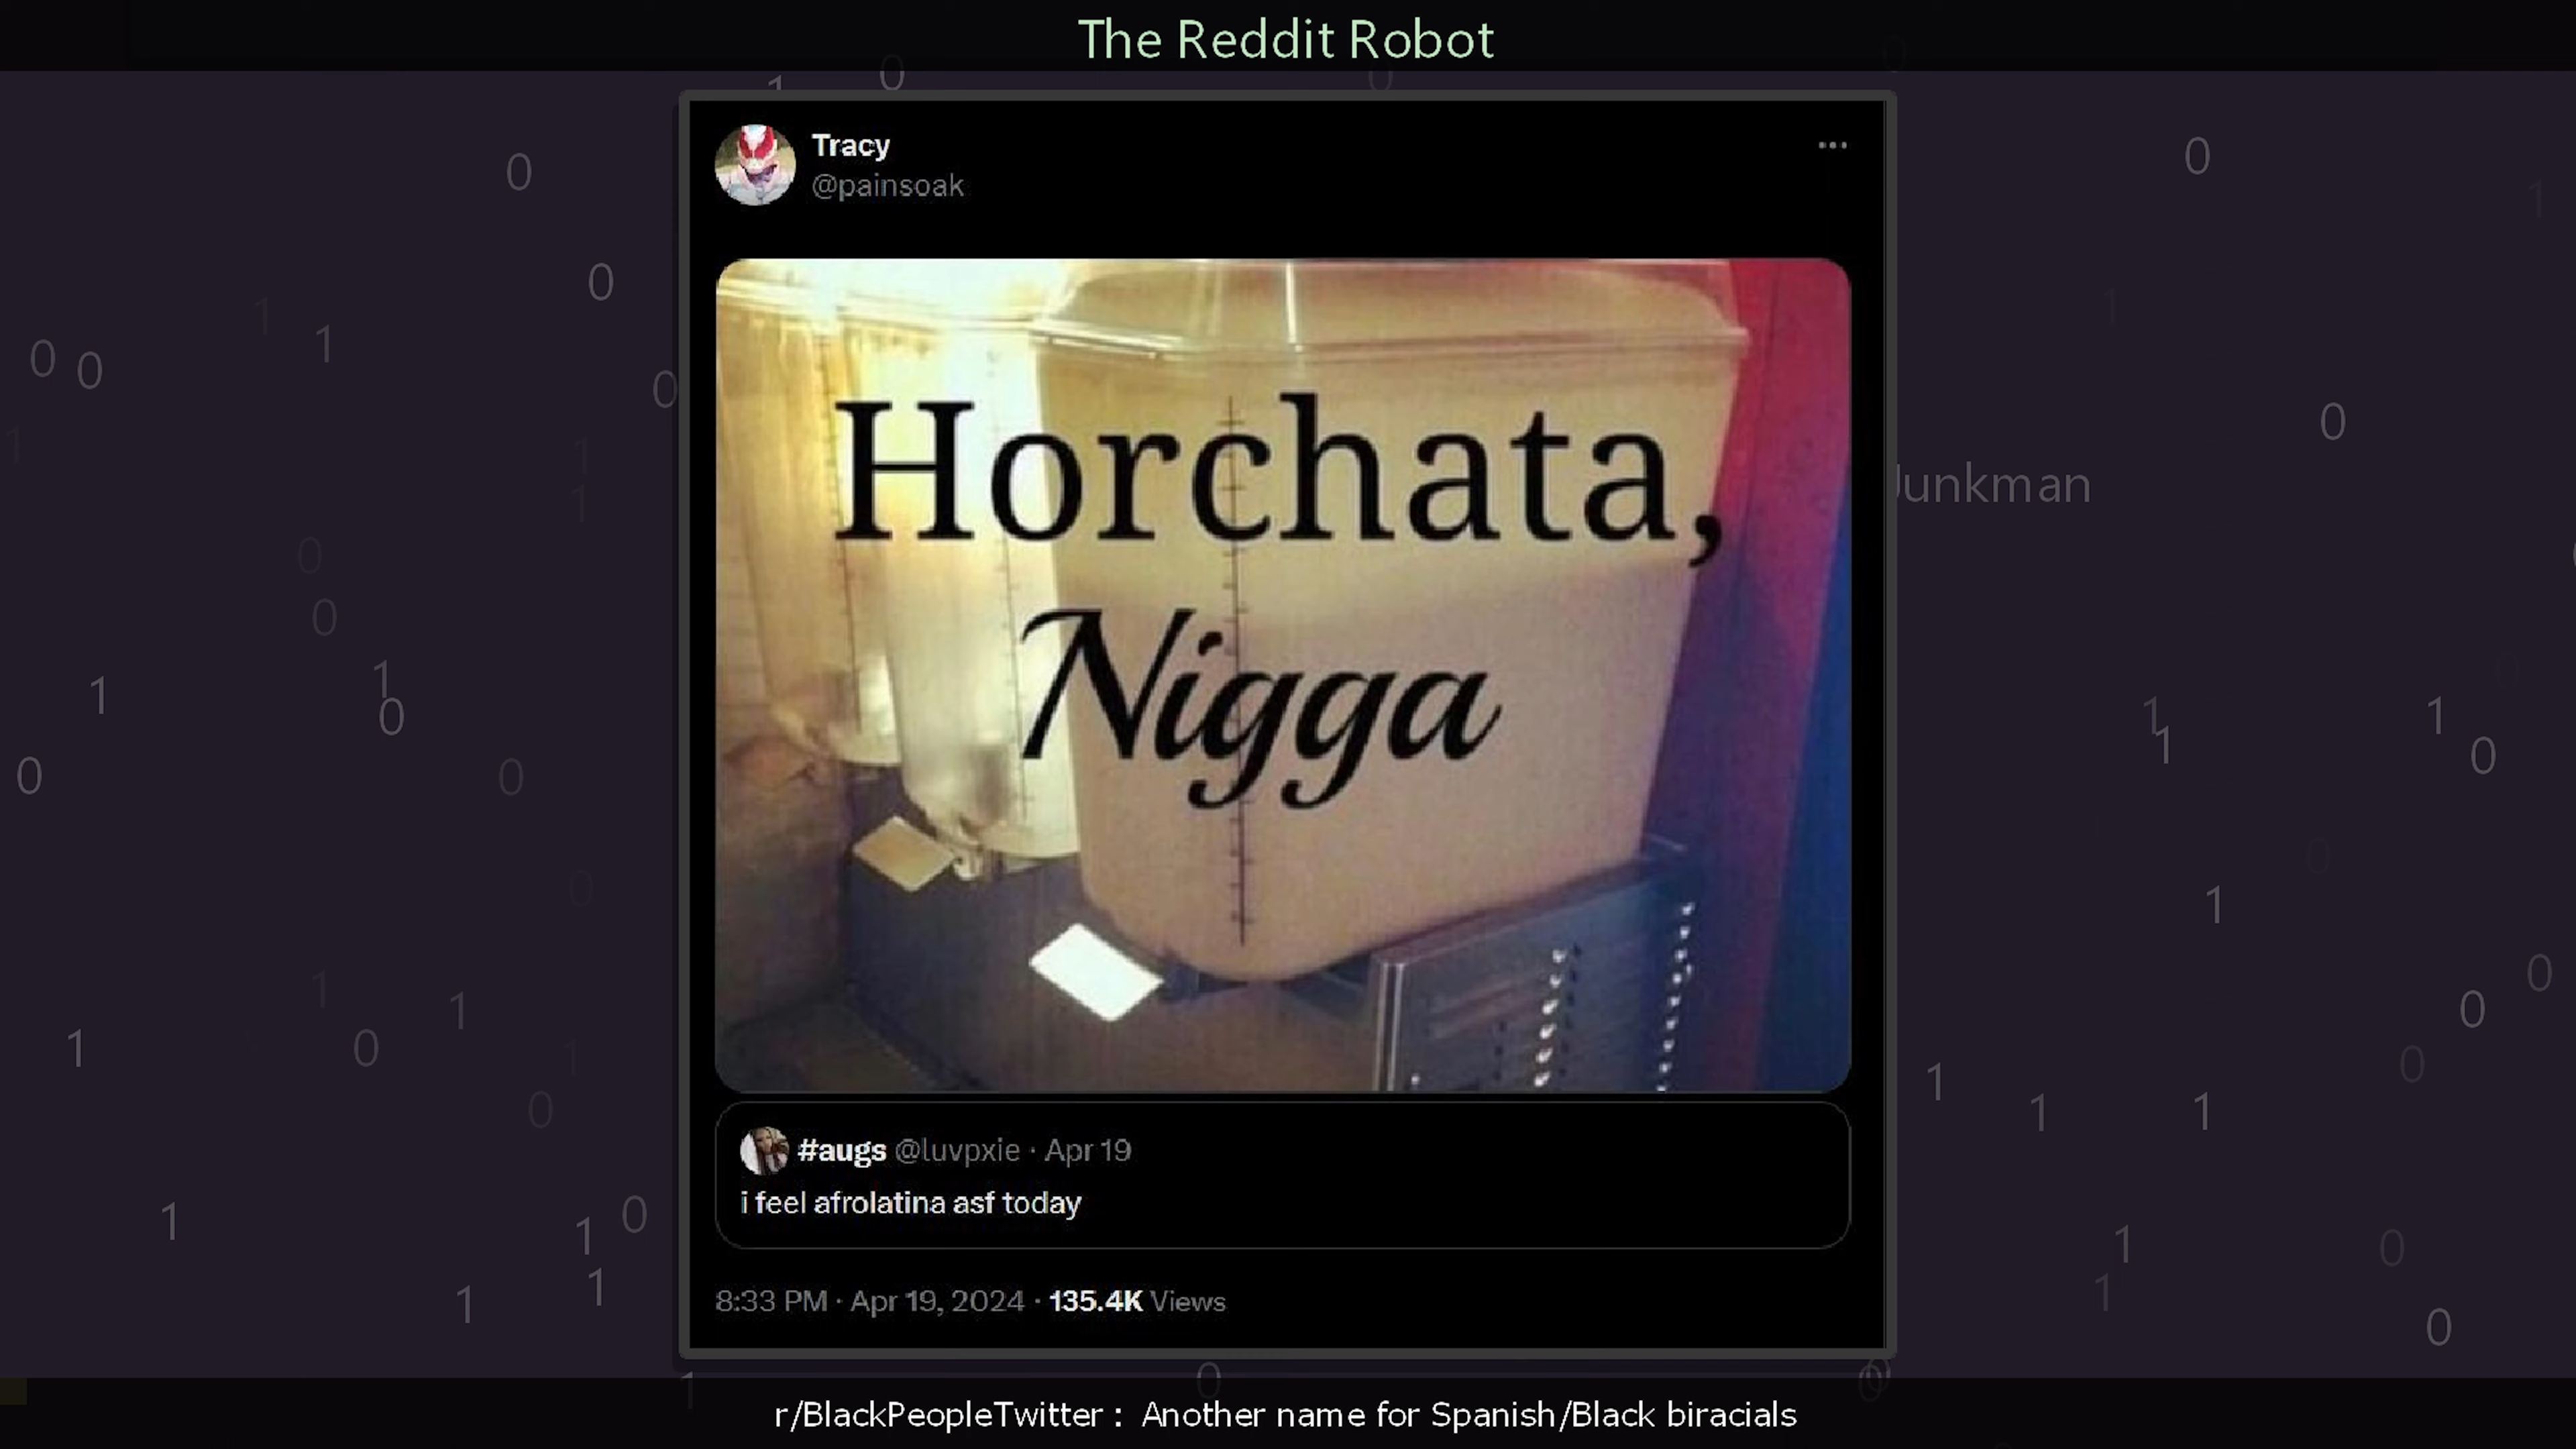 The Reddit Robot
Tracy
@painsoak
Horchata,
Nigga
#augs @luvpxie · Apr 19
i feel afrolatina asf today
8:33 PM · Apr 19, 2024 · 135.4K Views
Junkman
r/BlackPeopleTwitter : Another name for Spanish/Black biracials